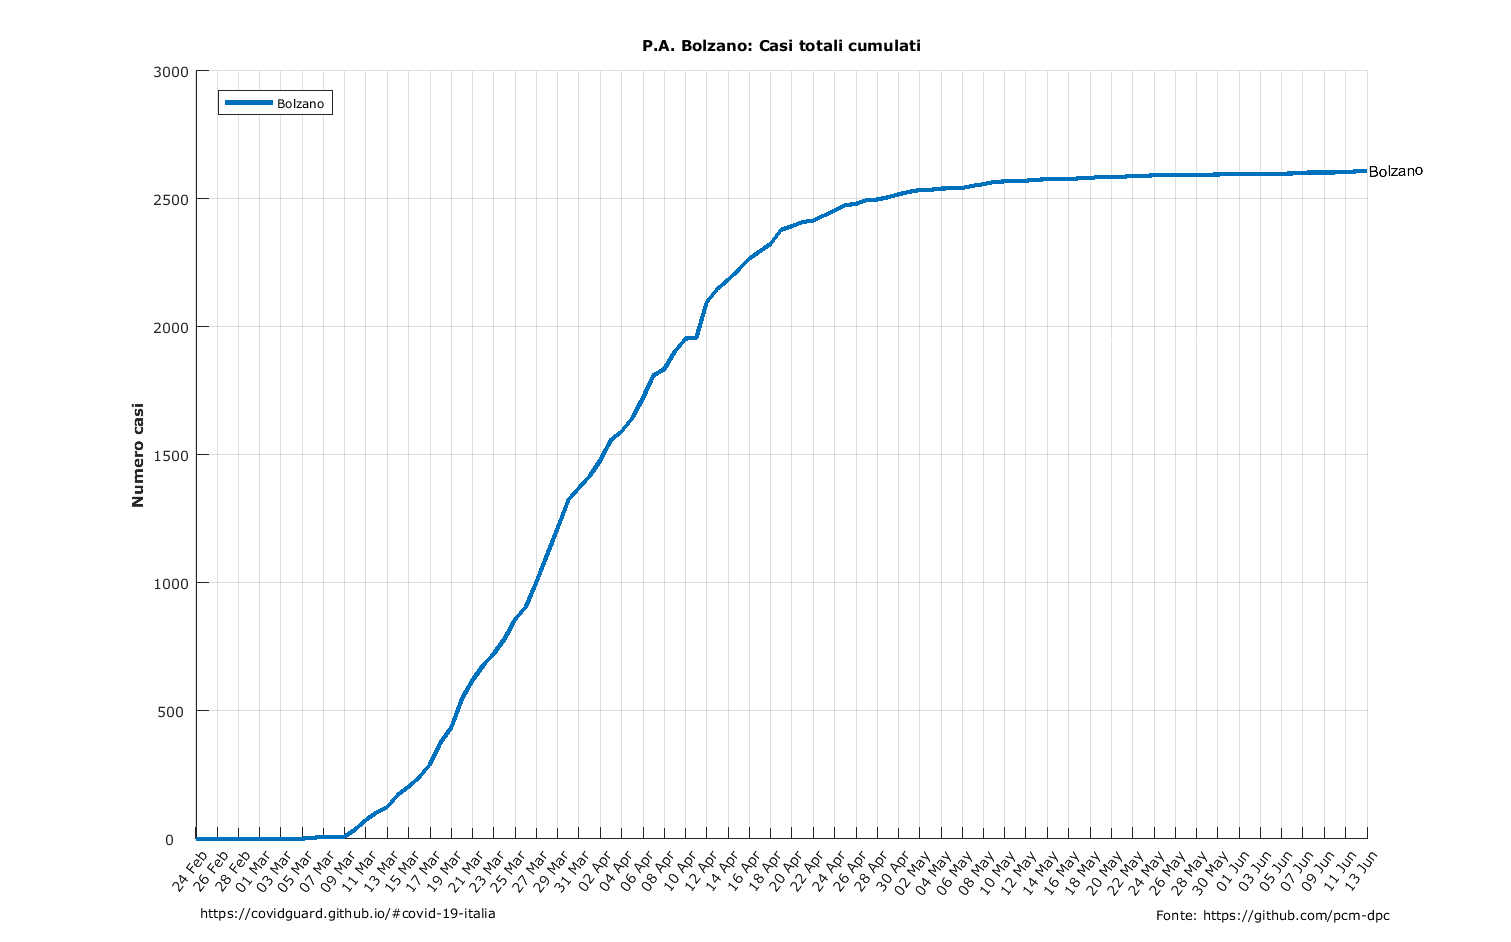 P.A. Bolzano: Casi totali cumulati
3000
2500
2000
1500
1000
500
0
Numero casi
Bolzano
Bolzano
24 Feb
26 Feb
28 Feb
01 Mar
03 Mar
05 Mar
07 Mar
09 Mar
11 Mar
13 Mar
15 Mar
17 Mar
19 Mar
21 Mar
23 Mar
25 Mar
27 Mar
29 Mar
31 Mar
02 Apr
04 Apr
06 Apr
08 Apr
10 Apr
12 Apr
14 Apr
16 Apr
18 Apr
20 Apr
22 Apr
24 Apr
26 Apr
28 Apr
30 Apr
02 May
04 May
06 May
08 May
10 May
12 May
14 May
16 May
18 May
20 May
22 May
24 May
26 May
28 May
30 May
01 Jun
03 Jun
05 Jun
07 Jun
09 Jun
11 Jun
13 Jun
https://covidguard.github.io/#covid-19-italia
Fonte: https://github.com/pcm-dpc